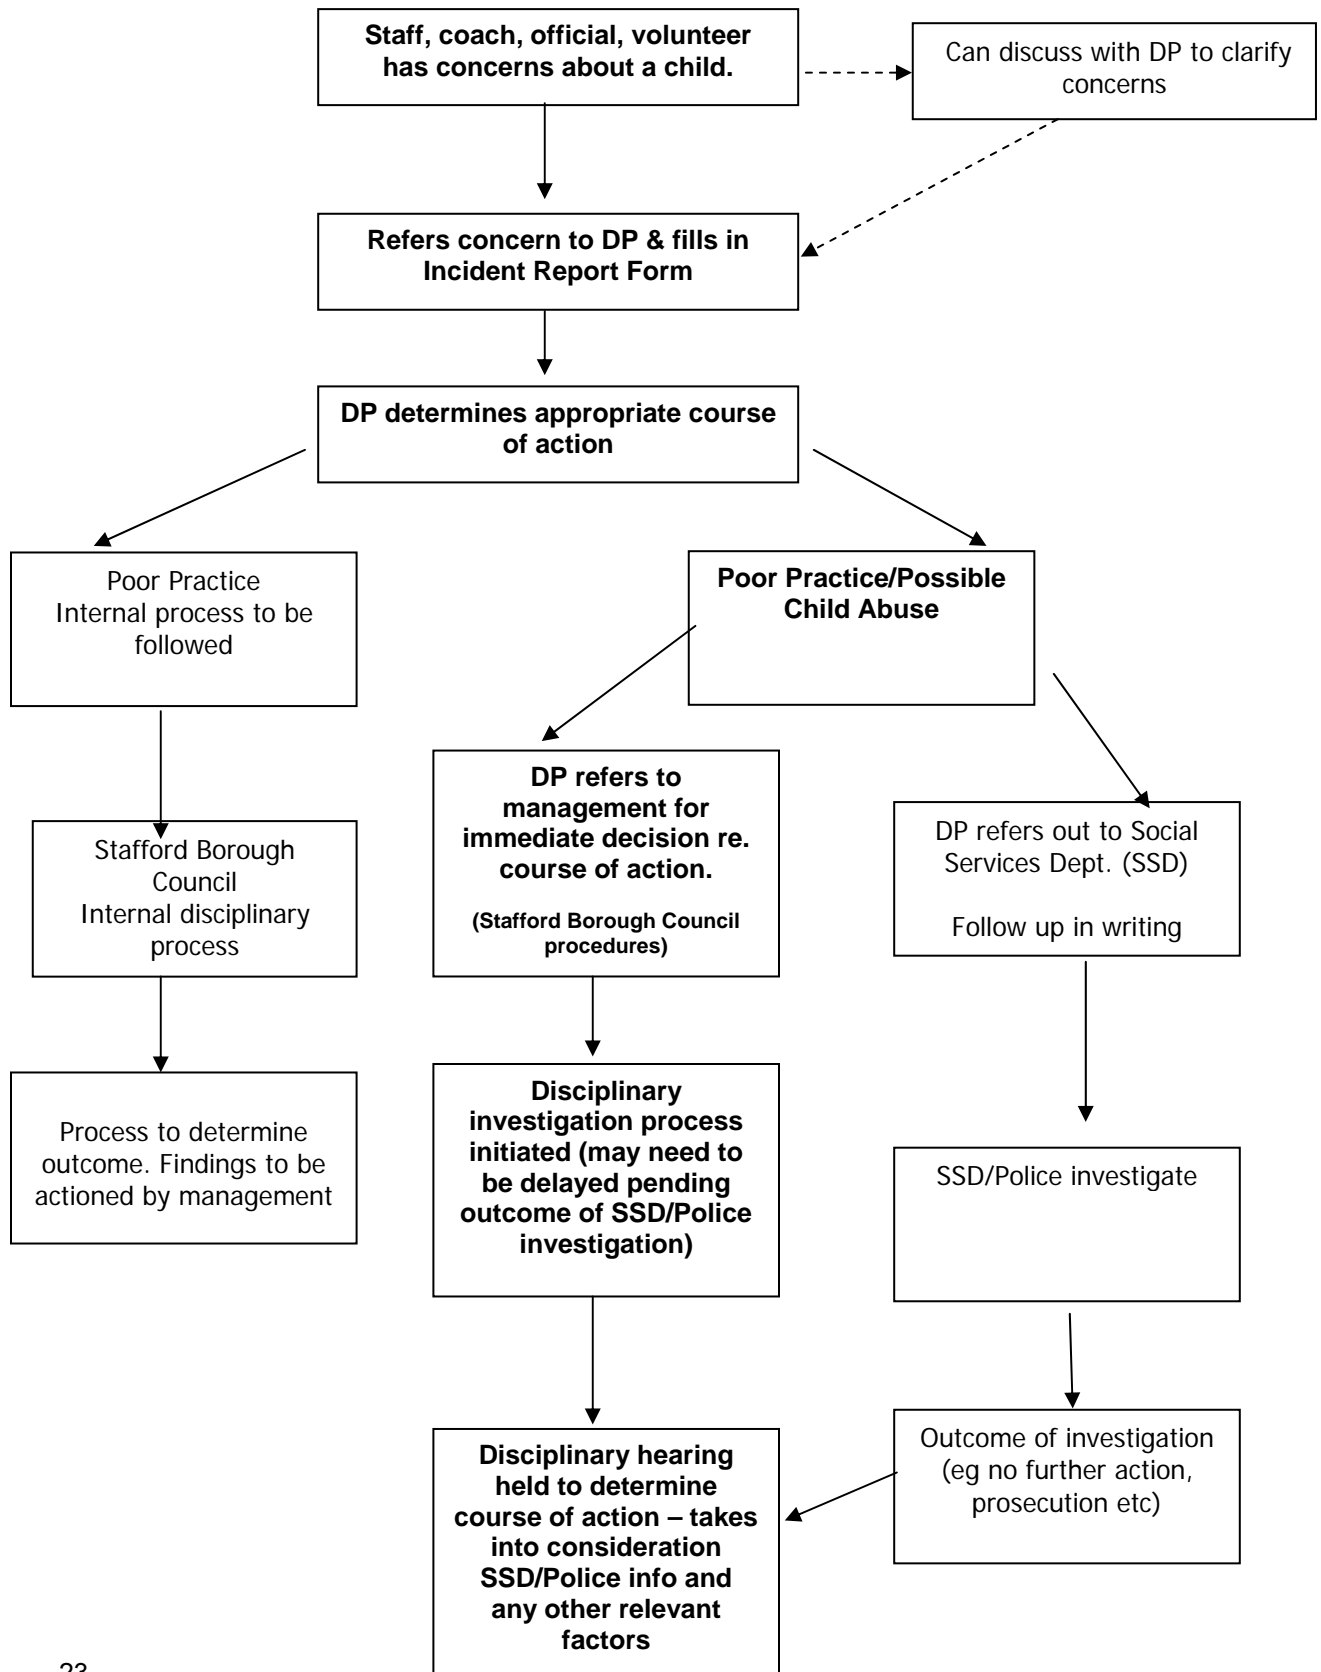 Staff, coach, official, volunteer
has concerns about a child.
Can discuss with DP to clarify
concerns
Refers concern to DP & fills in
Incident Report Form
DP determines appropriate course
of action
Poor Practice
Internal process to be
followed
Poor Practice/Possible
Child Abuse
Stafford Borough
Council
Internal disciplinary
process
DP refers to
management for
immediate decision re.
course of action.
(Stafford Borough Council
procedures)
DP refers out to Social
Services Dept. (SSD)
Follow up in writing
Process to determine
outcome. Findings to be
actioned by management
Disciplinary
investigation process
initiated (may need to
be delayed pending
outcome of SSD/Police
investigation)
SSD/Police investigate
Disciplinary hearing
held to determine
course of action – takes
into consideration
SSD/Police info and
any other relevant
factors
Outcome of investigation
(eg no further action,
prosecution etc)
23